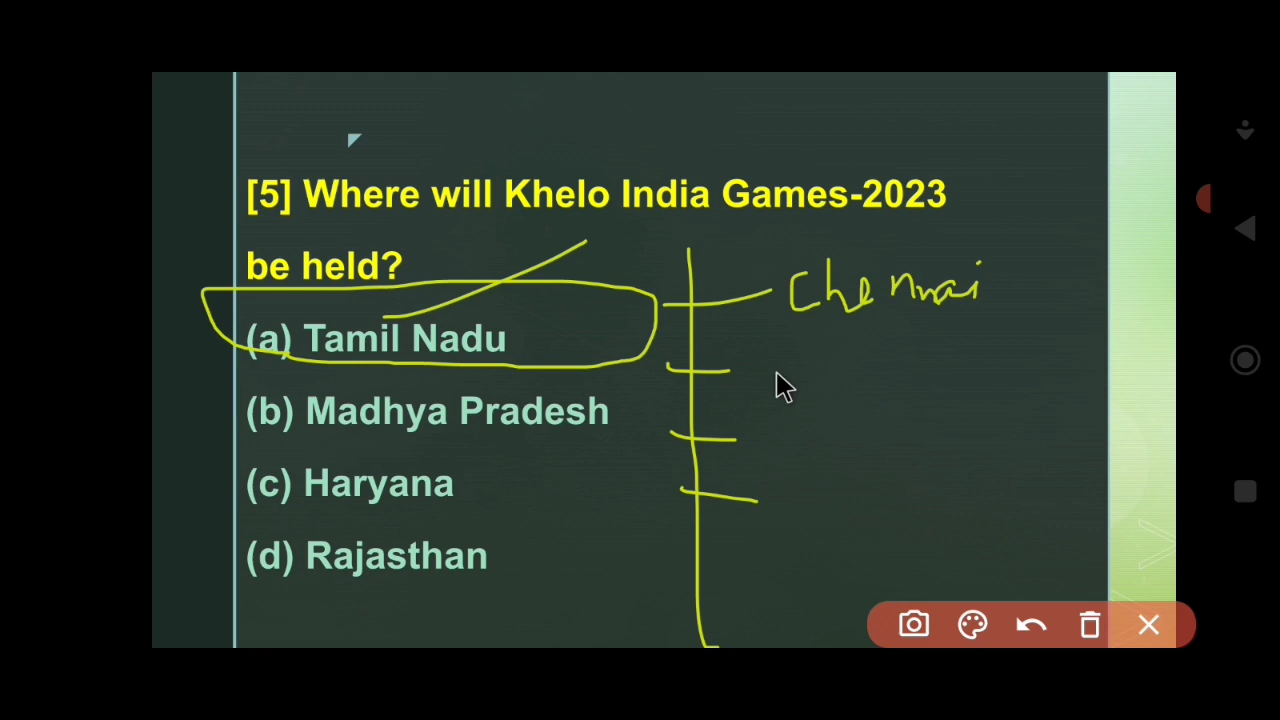 [5] Where will Khelo India Games-2023
be held?
Chennai
(a) Tamil Nadu
(b) Madhya Pradesh
(c) Haryana
(d) Rajasthan